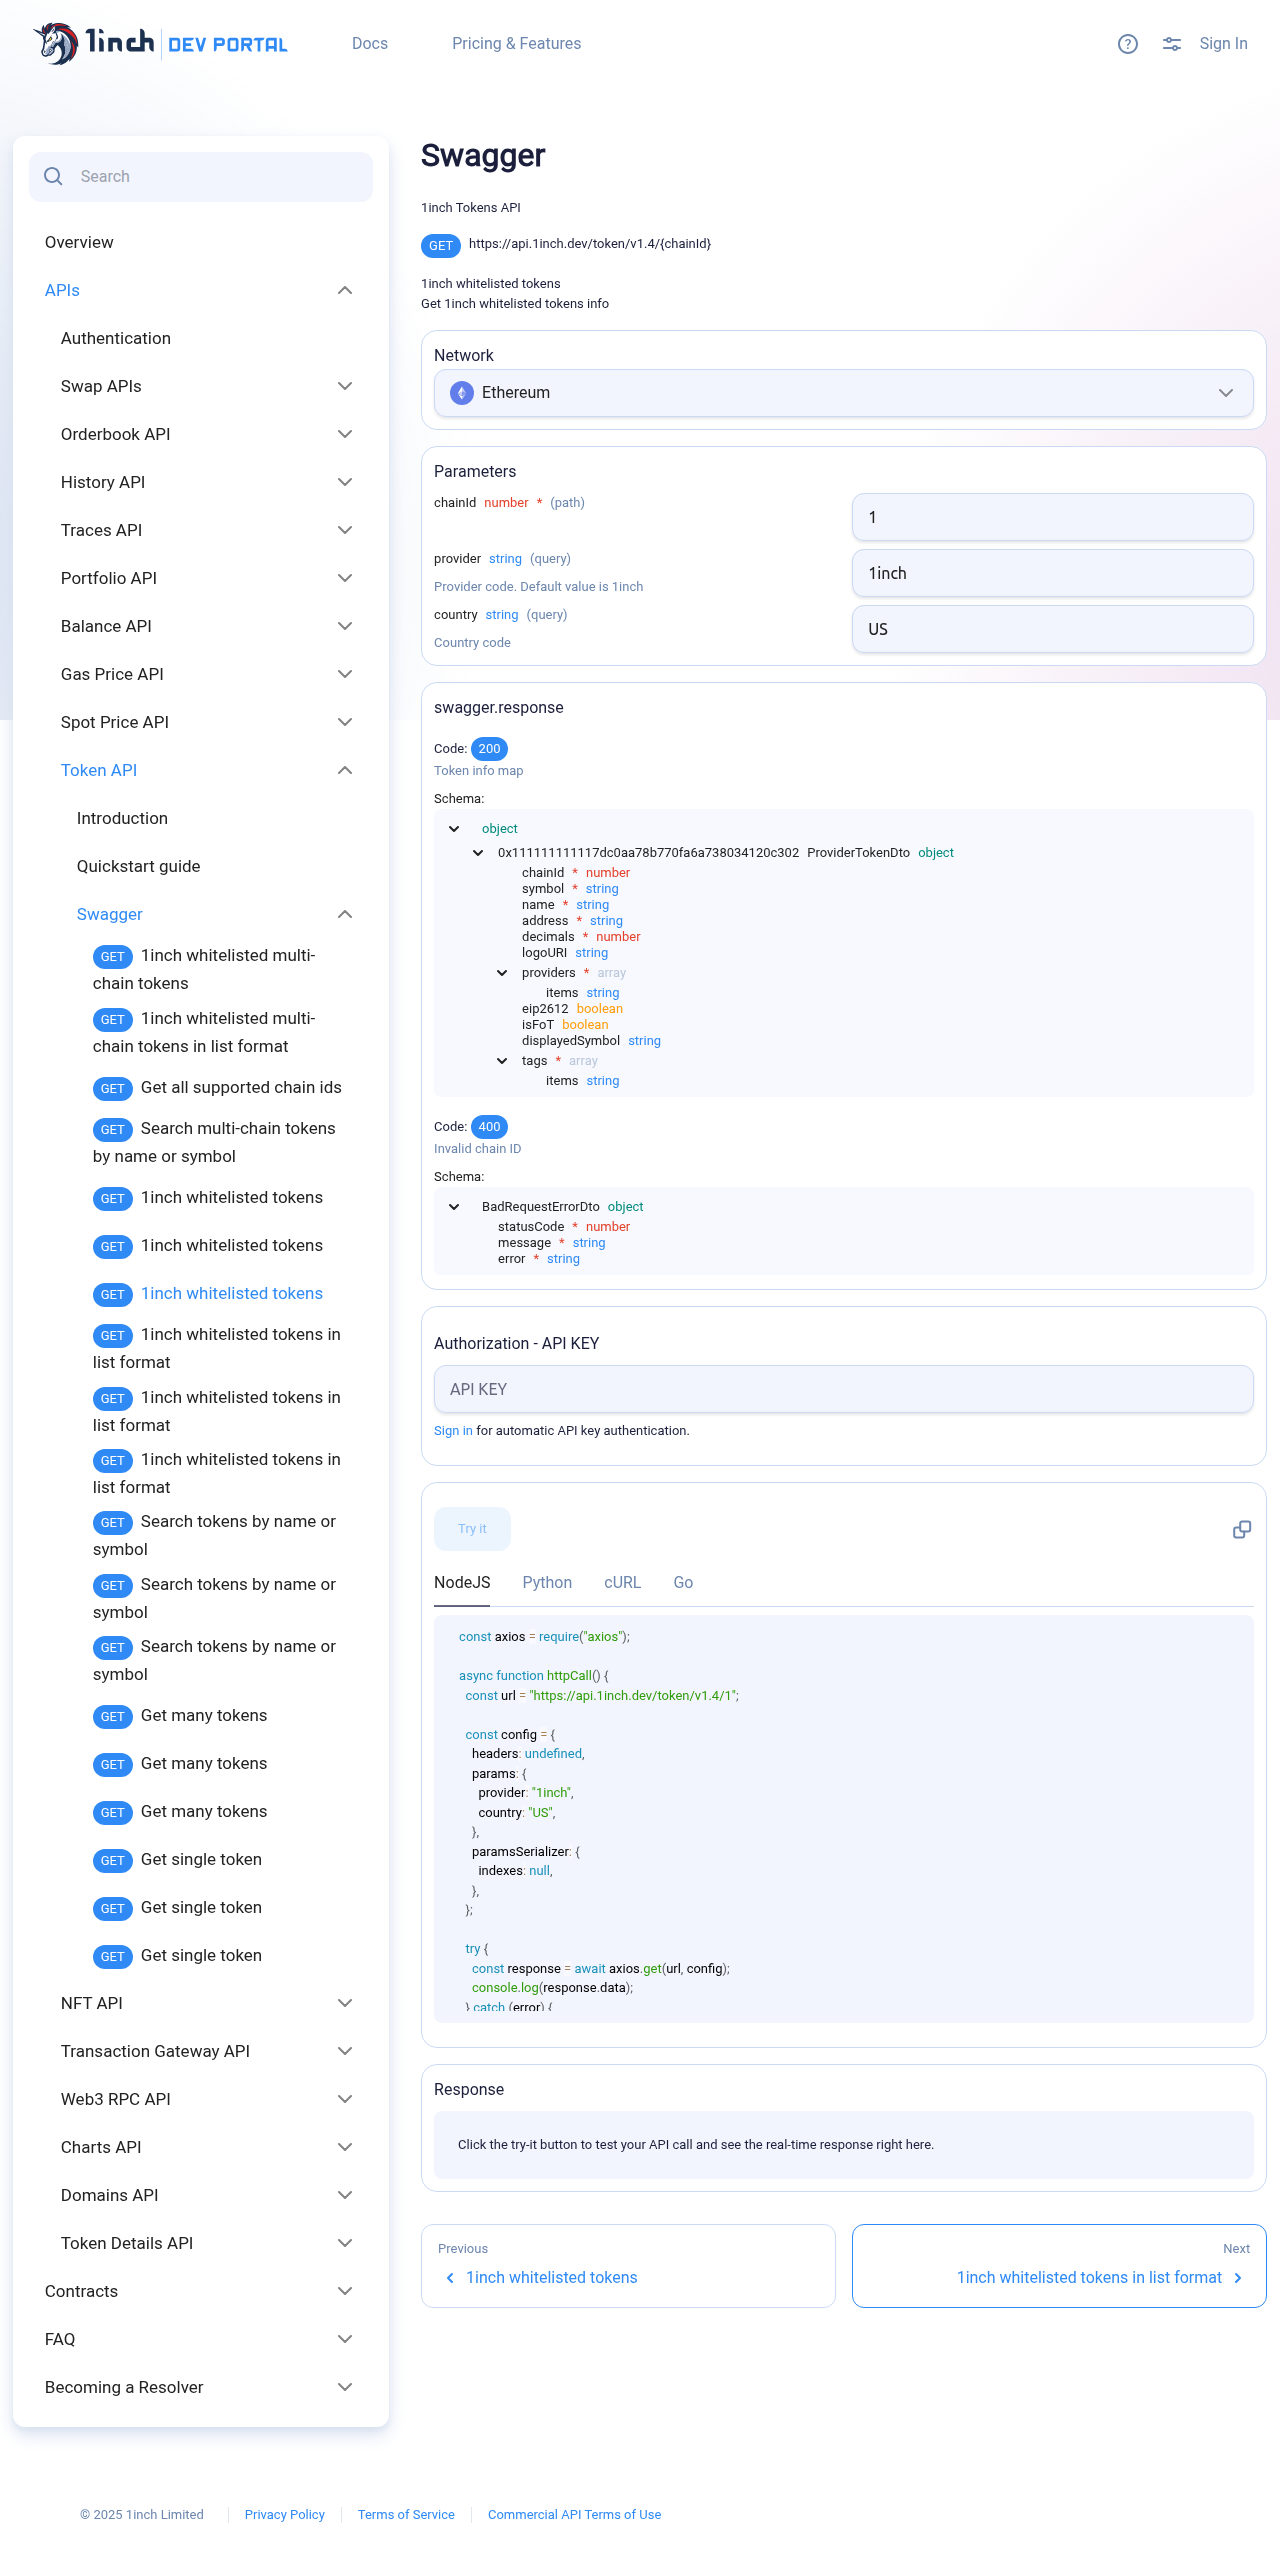 1inch DEV PORTAL
Docs
Pricing & Features
Sign In
Search
Overview
APIs
Authentication
Swap APIs
Orderbook API
History API
Traces API
Portfolio API
Balance API
Gas Price API
Spot Price API
Token API
Introduction
Quickstart guide
Swagger
GET 1inch whitelisted multi-
chain tokens
GET 1inch whitelisted multi-
chain tokens in list format
GET Get all supported chain ids
GET Search multi-chain tokens
by name or symbol
GET 1inch whitelisted tokens
GET 1inch whitelisted tokens
GET 1inch whitelisted tokens
GET 1inch whitelisted tokens in
list format
GET 1inch whitelisted tokens in
list format
GET 1inch whitelisted tokens in
list format
GET Search tokens by name or
symbol
GET Search tokens by name or
symbol
GET Search tokens by name or
symbol
GET Get many tokens
GET Get many tokens
GET Get many tokens
GET Get single token
GET Get single token
GET Get single token
NFT API
Transaction Gateway API
Web3 RPC API
Charts API
Domains API
Token Details API
Contracts
FAQ
Becoming a Resolver
Swagger
1inch Tokens API
GET https://api.1inch.dev/token/v1.4/{chainId}
1inch whitelisted tokens
Get 1inch whitelisted tokens info
Network
Ethereum
Parameters
chainId number * (path)
1
provider string (query)
Provider code. Default value is 1inch
1inch
country string (query)
Country code
US
swagger.response
Code: 200
Token info map
Schema:
object
0x111111111117dc0aa78b770fa6a738034120c302 ProviderTokenDto object
chainId * number
symbol * string
name * string
address * string
decimals * number
logoURI string
providers * array
items string
eip2612 boolean
isFoT boolean
displayedSymbol string
tags * array
items string
Code: 400
Invalid chain ID
Schema:
BadRequestErrorDto object
statusCode * number
message * string
error * string
Authorization - API KEY
API KEY
Sign in for automatic API key authentication.
Try it
NodeJS Python cURL Go
const axios = require("axios");
async function httpCall() {
const url = "https://api.1inch.dev/token/v1.4/1";
const config = {
headers: undefined,
params: {
provider: "1inch",
country: "US",
},
paramsSerializer: {
indexes: null,
},
};
try {
const response = await axios.get(url, config);
console.log(response.data);
} catch (error) {
Response
Click the try-it button to test your API call and see the real-time response right here.
Previous
1inch whitelisted tokens
Next
1inch whitelisted tokens in list format
© 2025 1inch Limited
Privacy Policy
Terms of Service
Commercial API Terms of Use